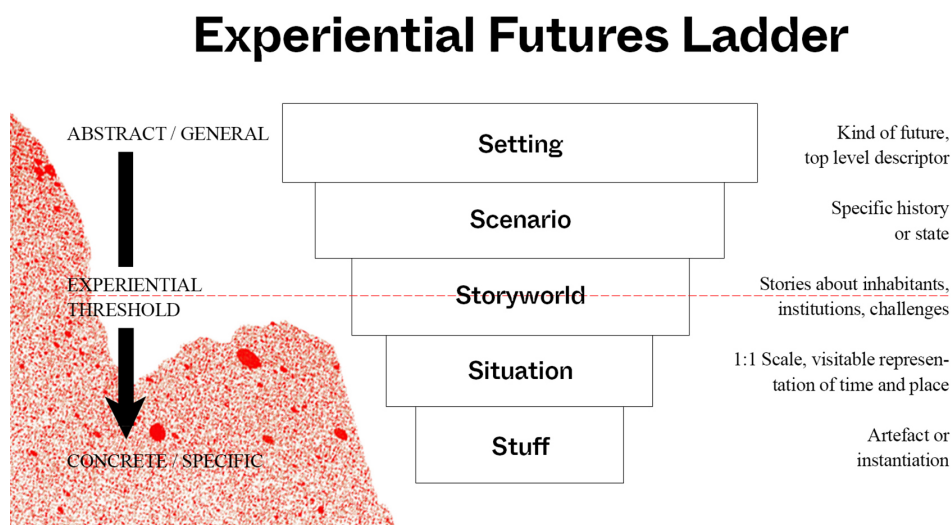 Experiential Futures Ladder
ABSTRACT / GENERAL
Setting
Kind of future,
top level descriptor
Scenario
Specific history
or state
EXPERIENTIAL
THRESHOLD
Storyworld
Stories about inhabitants,
institutions, challenges
Situation
1:1 Scale, visitable represen-
tation of time and place
CONCRETE / SPECIFIC
Stuff
Artefact or
instantiation